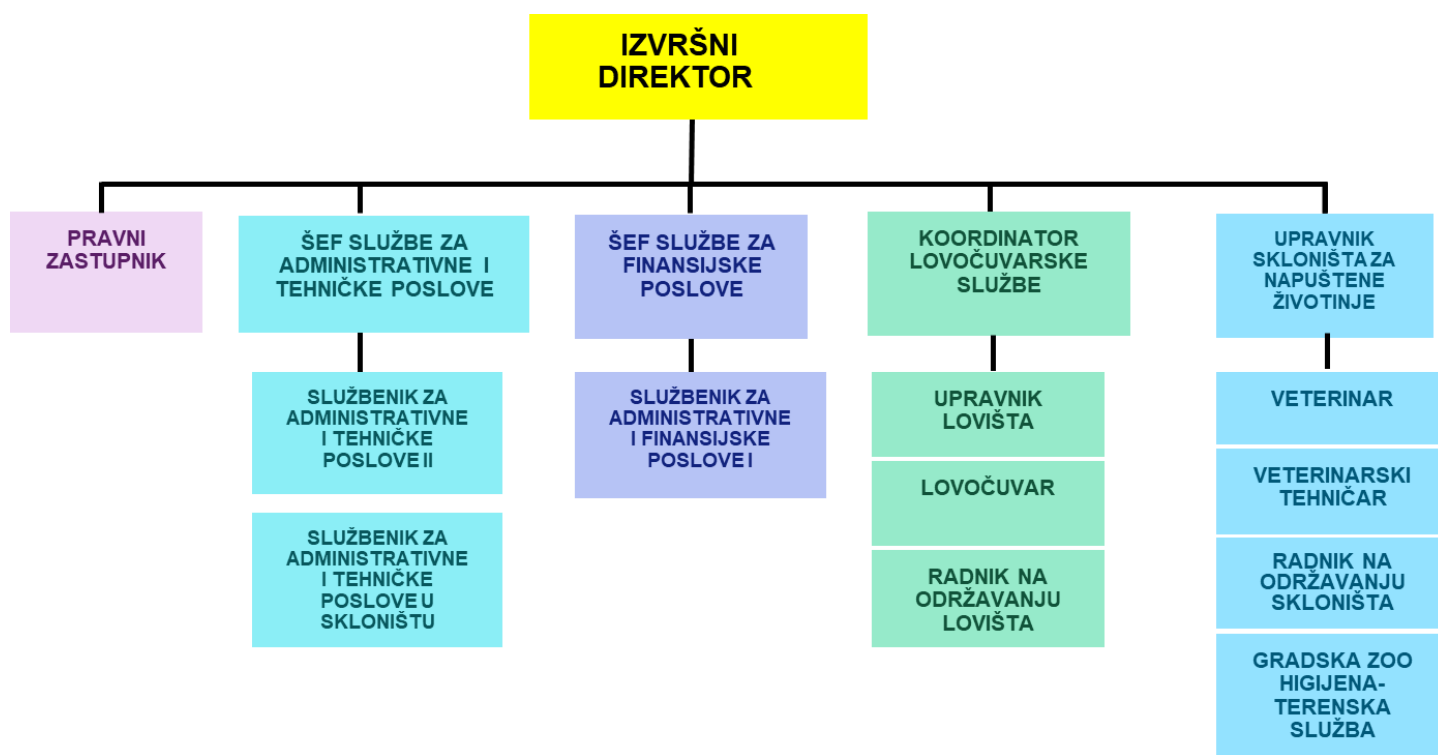 IZVRŠNI
DIREKTOR
PRAVNI
ZASTUPNIK
ŠEF SLUŽBE ZA
ADMINISTRATIVNE I
TEHNIČKE POSLOVE
ŠEF SLUŽBE ZA
FINANSIJSKE
POSLOVE
KOORDINATOR
LOVOČUVARSKE
SLUŽBE
UPRAVNIK
SKLONIŠTA ZA
NAPUŠTENE
ŽIVOTINJE
SLUŽBENIK ZA
ADMINISTRATIVNE
I TEHNIČKE
POSLOVE II
SLUŽBENIK ZA
ADMINISTRATIVNE
I TEHNIČKE
POSLOVE U
SKLONIŠTU
SLUŽBENIK ZA
ADMINISTRATIVNE
I FINANSIJSKE
POSLOVE I
UPRAVNIK
LOVIŠTA
LOVOČUVAR
RADNIK NA
ODRŽAVANJU
LOVIŠTA
VETERINAR
VETERINARSKI
TEHNIČAR
RADNIK NA
ODRŽAVANJU
SKLONIŠTA
GRADSKA ZOO
HIGIJENA-
TERENSKA
SLUŽBA